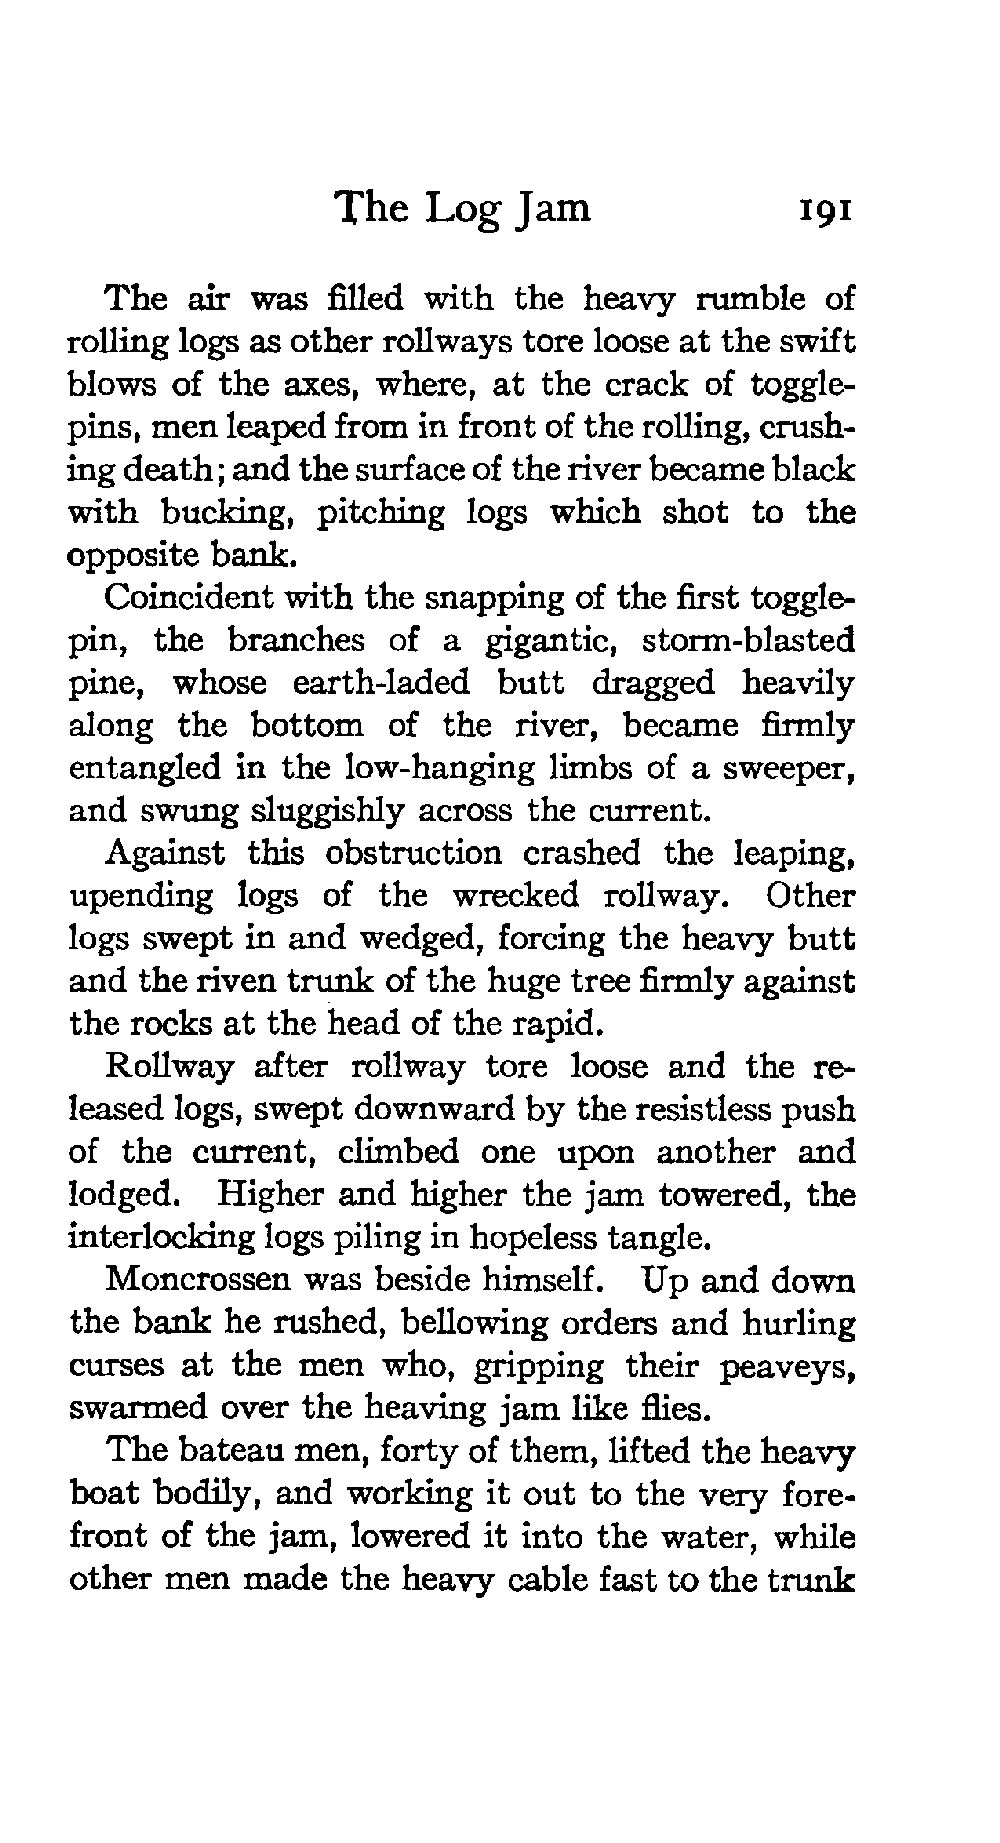 The Log Jam 191
The air was filled with the heavy rumble of
rolling logs as other rollways tore loose at the swift
blows of the axes, where, at the crack of toggle-
pins, men leaped from in front of the rolling, crush-
ing death; and the surface of the river became black
with bucking, pitching logs which shot to the
opposite bank.
Coincident with the snapping of the first toggle-
pin, the branches of a gigantic, storm-blasted
pine, whose earth-laded butt dragged heavily
along the bottom of the river, became firmly
entangled in the low-hanging limbs of a sweeper,
and swung sluggishly across the current.
Against this obstruction crashed the leaping,
upending logs of the wrecked rollway. Other
logs swept in and wedged, forcing the heavy butt
and the riven trunk of the huge tree firmly against
the rocks at the head of the rapid.
Rollway after rollway tore loose and the re-
leased logs, swept downward by the resistless push
of the current, climbed one upon another and
lodged. Higher and higher the jam towered, the
interlocking logs piling in hopeless tangle.
Moncrossen was beside himself. Up and down
the bank he rushed, bellowing orders and hurling
curses at the men who, gripping their peaveys,
swarmed over the heaving jam like flies.
The bateau men, forty of them, lifted the heavy
boat bodily, and working it out to the very fore-
front of the jam, lowered it into the water, while
other men made the heavy cable fast to the trunk